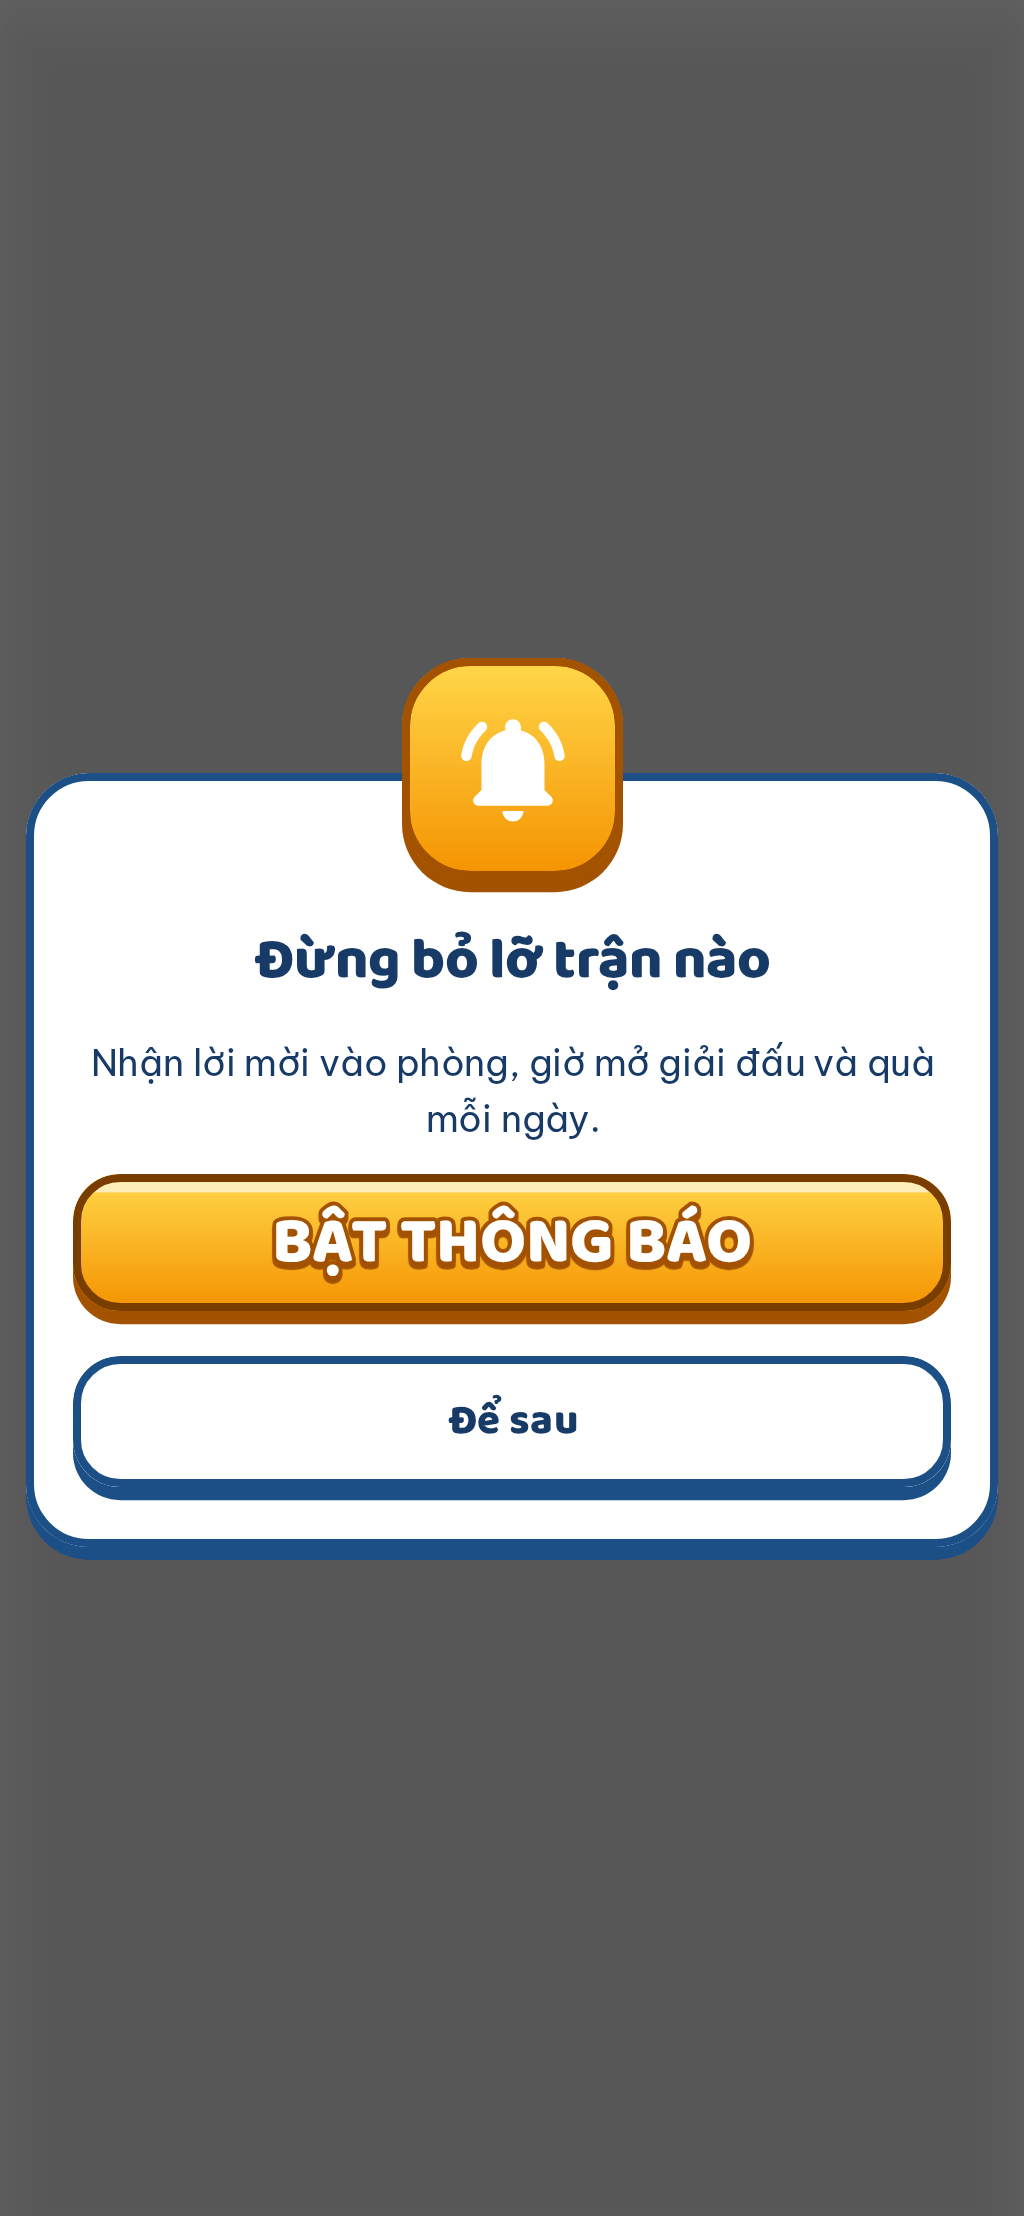 Đừng bỏ lỡ trận nào
Nhận lời mời vào phòng, giờ mở giải đấu và quà
mỗi ngày.
BẬT THÔNG BÁO
Để sau